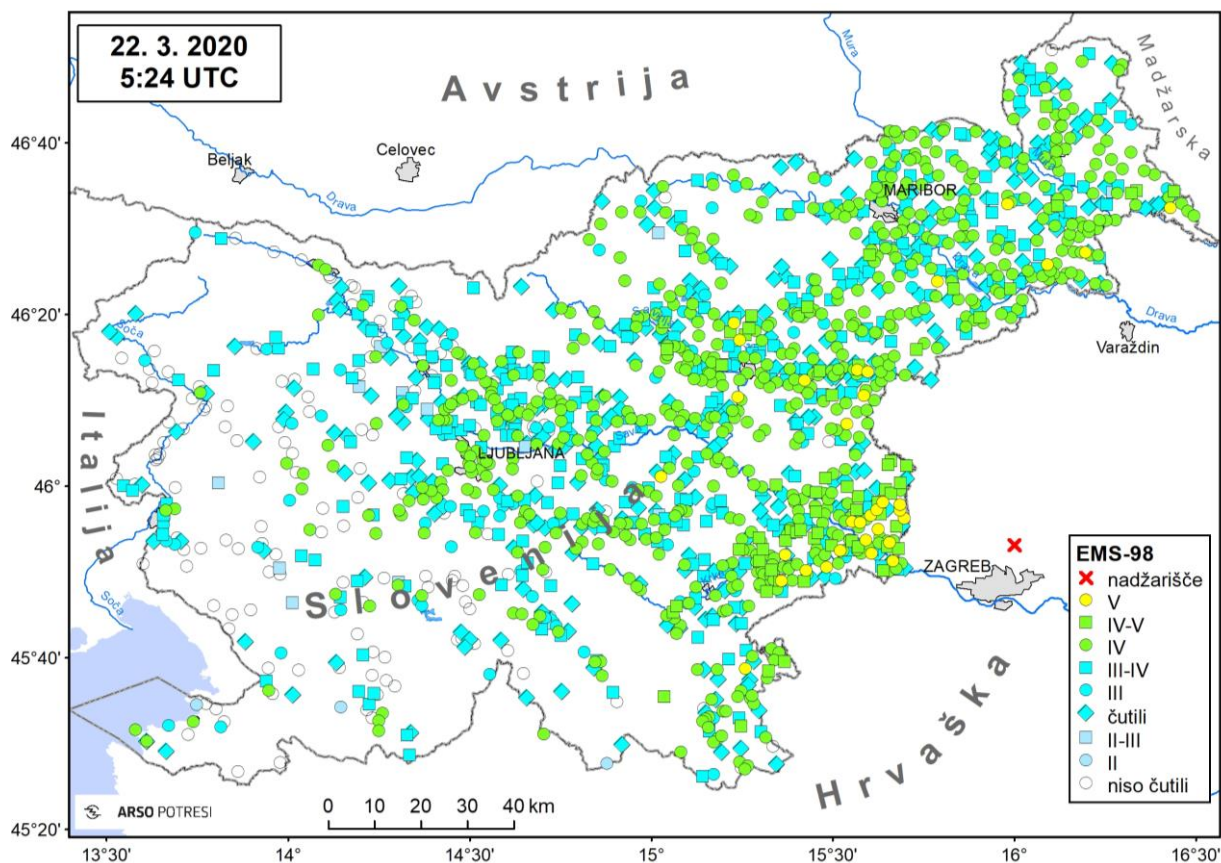 22. 3. 2020
5:24 UTC
Avstrija
Madžarska
Mura
46°40'
Beljak
Celovec
Drava
MARIBOR
46°20'
Soča
Drava
Varaždin
Italija
Sava
LJUBLJANA
46°
Slovenija
ZAGREB
Soča
45°40'
Hrvaška
EMS-98
nadžarišče
V
IV-V
IV
III-IV
III
čutili
II-III
II
niso čutili
0 10 20 30 40 km
ARSO POTRESI
45°20'
13°30' 14° 14°30' 15° 15°30' 16° 16°30'